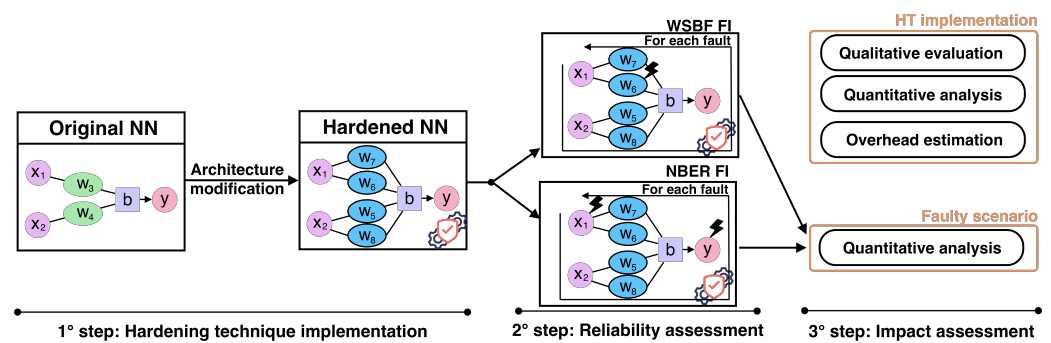 Original NN
x1
x2
w3
w4
b
y
Architecture
modification
Hardened NN
x1
x2
w7
w6
w5
w8
b
y
WSBF FI
For each fault
x1
x2
w7
w6
w5
w8
b
y
NBER FI
For each fault
x1
x2
w7
w6
w5
w8
b
y
HT implementation
Qualitative evaluation
Quantitative analysis
Overhead estimation
Faulty scenario
Quantitative analysis
1° step: Hardening technique implementation
2° step: Reliability assessment
3° step: Impact assessment